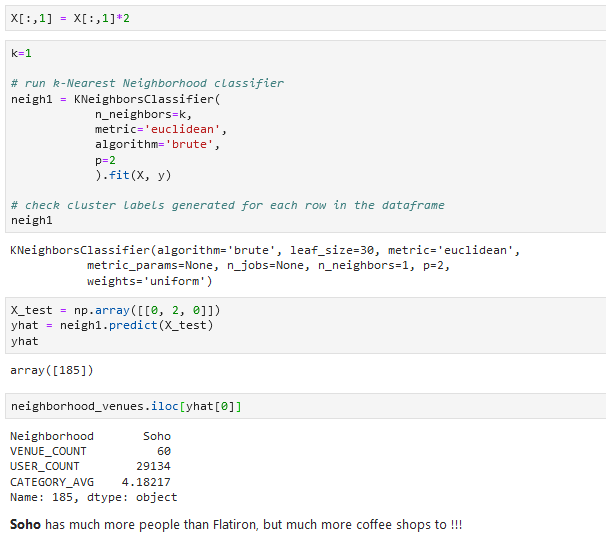 X[:,1] = X[:,1]*2
k=1
# run k-Nearest Neighborhood classifier
neigh1 = KNeighborsClassifier(
n_neighbors=k,
metric='euclidean',
algorithm='brute',
p=2
).fit(X, y)
# check cluster labels generated for each row in the dataframe
neigh1
KNeighborsClassifier(algorithm='brute', leaf_size=30, metric='euclidean',
metric_params=None, n_jobs=None, n_neighbors=1, p=2,
weights='uniform')
X_test = np.array([[0, 2, 0]])
yhat = neigh1.predict(X_test)
yhat
array([185])
neighborhood_venues.iloc[yhat[0]]
Neighborhood Soho
VENUE_COUNT 60
USER_COUNT 29134
CATEGORY_AVG 4.18217
Name: 185, dtype: object
Soho has much more people than Flatiron, but much more coffee shops to !!!